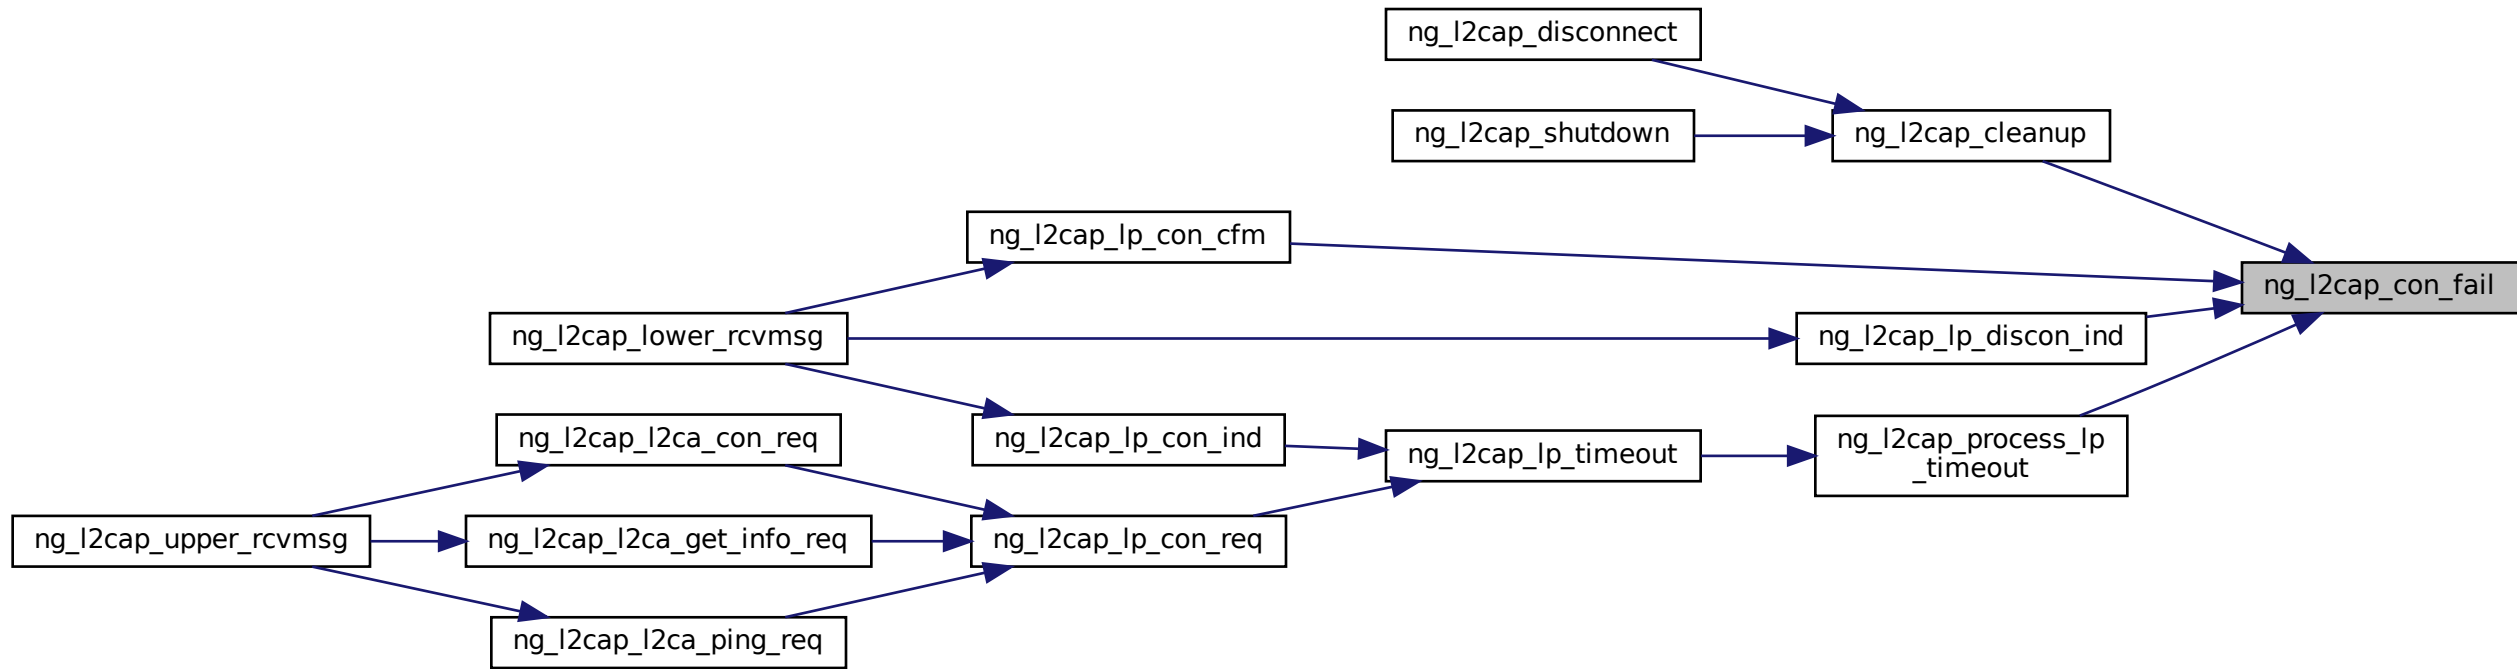 ng_l2cap_disconnect
ng_l2cap_shutdown
ng_l2cap_cleanup
ng_l2cap_lp_con_cfm
ng_l2cap_con_fail
ng_l2cap_lower_rcvmsg
ng_l2cap_lp_discon_ind
ng_l2cap_l2ca_con_req
ng_l2cap_lp_con_ind
ng_l2cap_lp_timeout
ng_l2cap_process_lp
_timeout
ng_l2cap_upper_rcvmsg
ng_l2cap_l2ca_get_info_req
ng_l2cap_lp_con_req
ng_l2cap_l2ca_ping_req